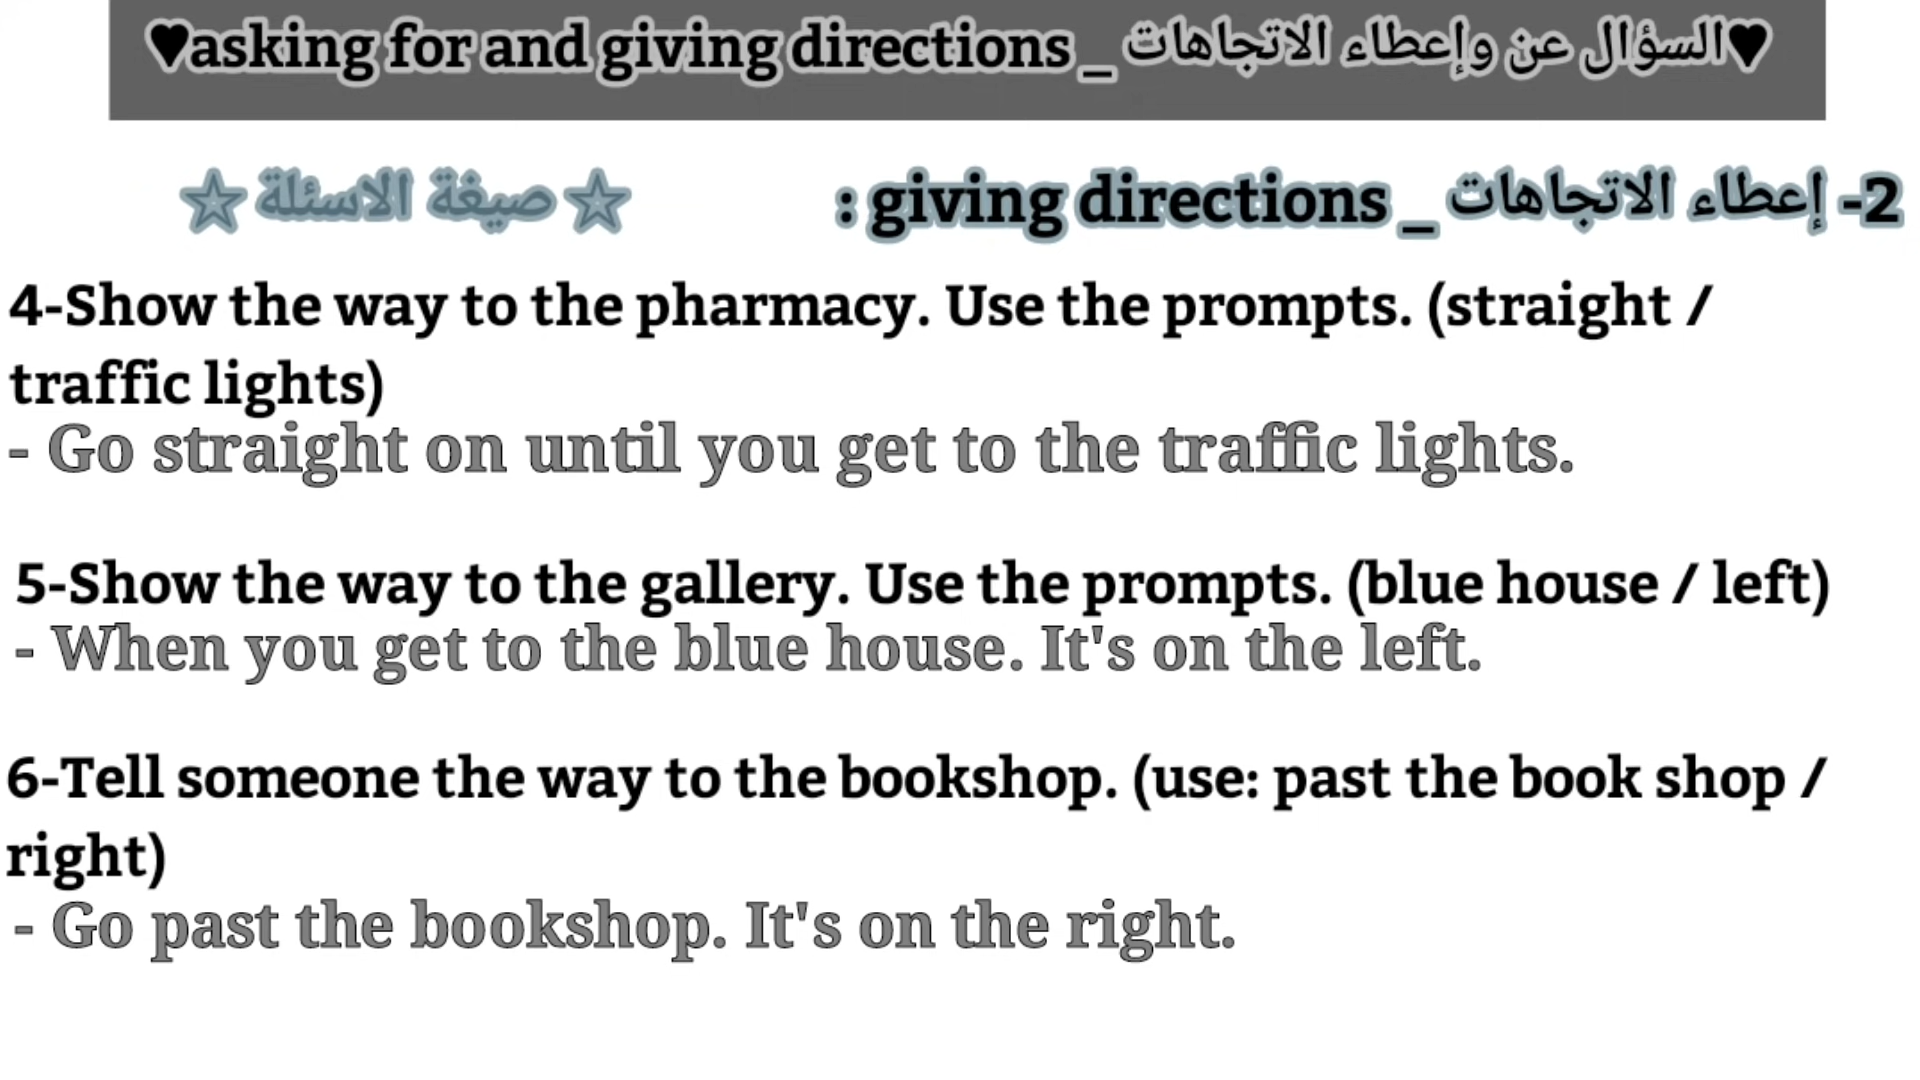 ♥asking for and giving directions _ السؤال عن وإعطاء الاتجاهات♥
2- إعطاء الاتجاهات _ giving directions :
☆ صيغة الاسئلة ☆
4-Show the way to the pharmacy. Use the prompts. (straight /
traffic lights)
- Go straight on until you get to the traffic lights.
5-Show the way to the gallery. Use the prompts. (blue house / left)
- When you get to the blue house. It's on the left.
6-Tell someone the way to the bookshop. (use: past the book shop /
right)
- Go past the bookshop. It's on the right.